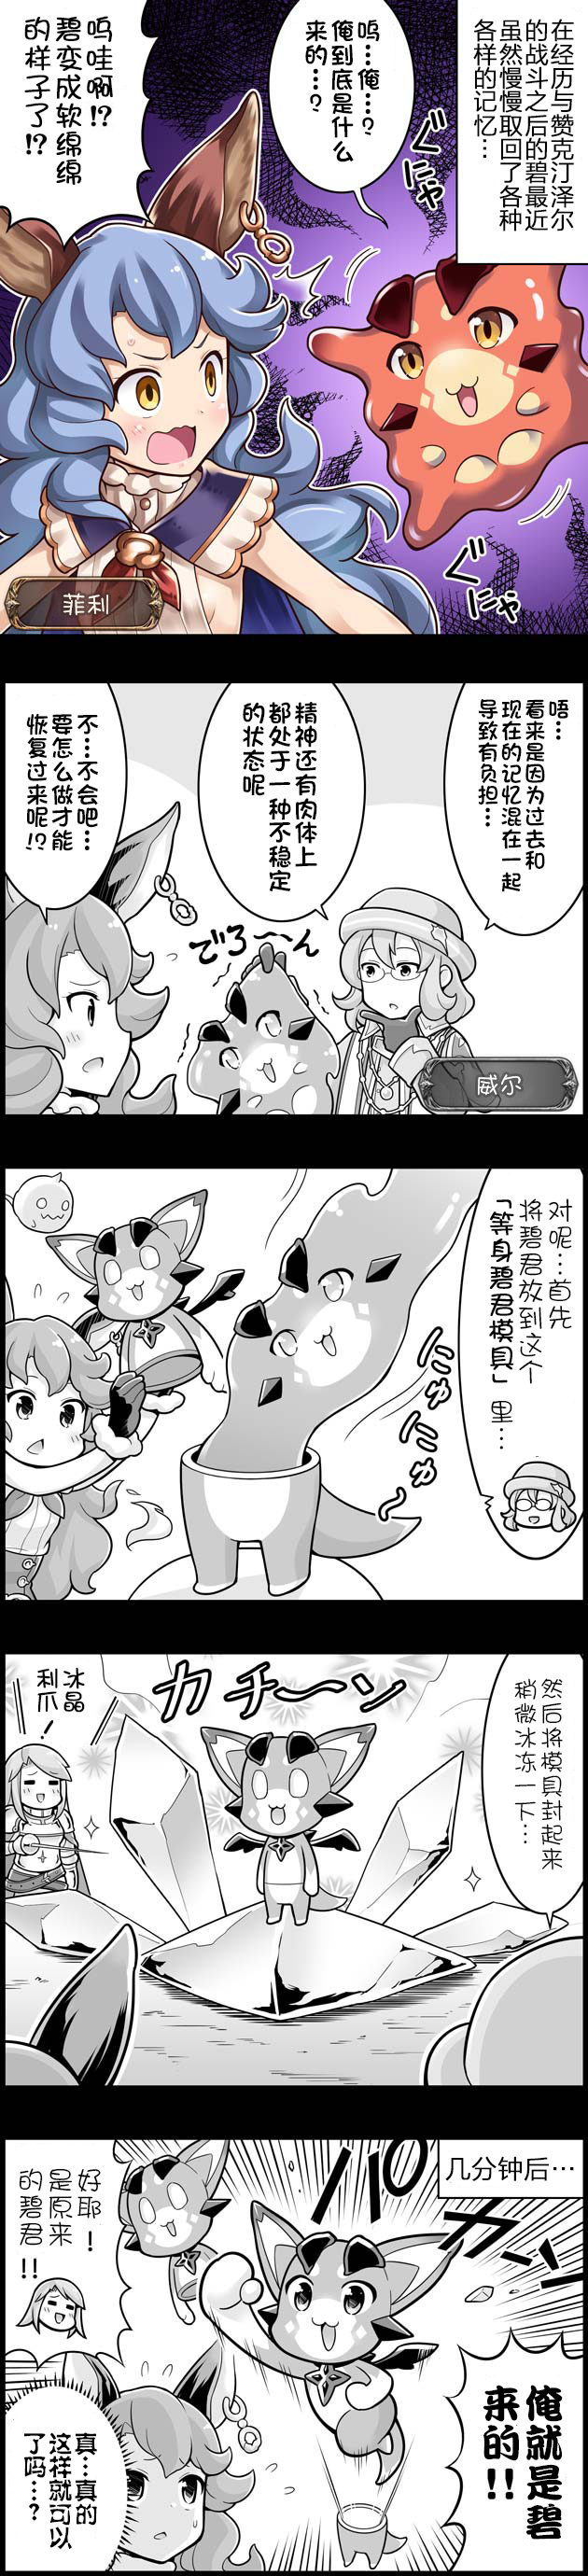 在经历与赞克汀泽尔
的战斗之后的碧最近
虽然慢慢取回了各种
各样的记忆…
呜…俺…?
俺到底是什么
来的…?
呜哇啊!?
碧变成软绵绵
的样子了!?
ぐにゃ
ぐにゃ
菲利
唔…
看来是因为过去和
现在的记忆混在一起
导致有负担…
精神还有肉体上
都处于一种不稳定
的状态呢
不…不会吧…
要怎么做才能
恢复过来呢!?
でろ〜〜ん
威尔
对呢…首先
将碧君放到这个
「等身碧君模具」里…
にゅにゅ〜
然后将模具封起来
稍微冰冻一下…
カチーン
冰晶
利爪!
几分钟后…
パカーン
俺就是碧
来的!!
好耶!
是原来
的碧君
!!
真…真的
这样就可以
了吗…?